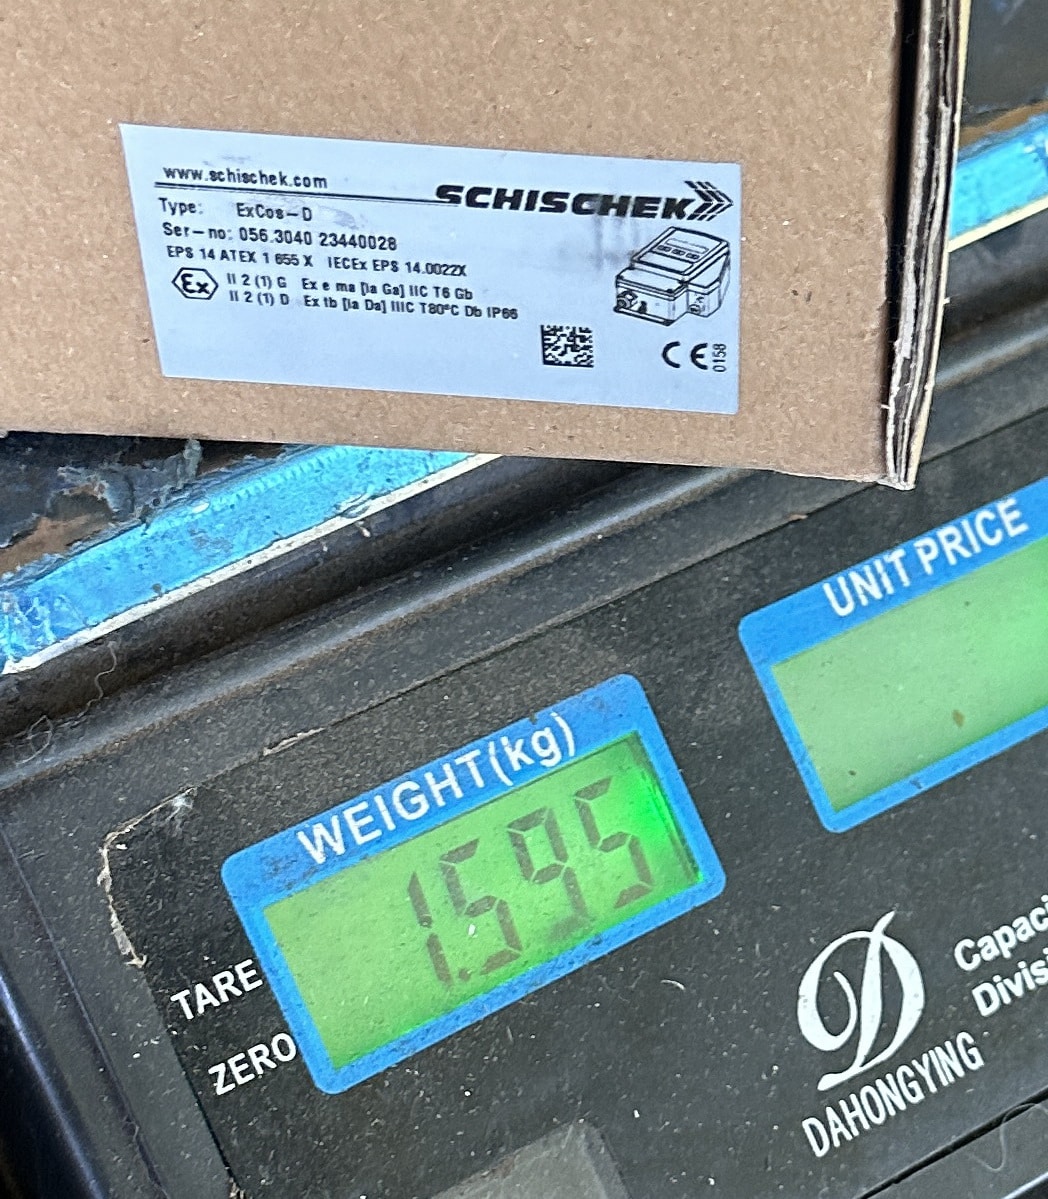 www.schischek.com
SCHISCHEK
Type: ExCos-D
Ser-no: 056.3040 23440028
EPS 14 ATEX 1 655 X IECEx EPS 14.0022X
Ex II 2 (1) G Ex e ma [ia Ga] IIC T6 Gb
II 2 (1) D Ex tb [ia Da] IIIC T80°C Db IP66
CE 0158
UNIT PRICE
WEIGHT(kg)
1.595
TARE
ZERO
D
DAHONGYING